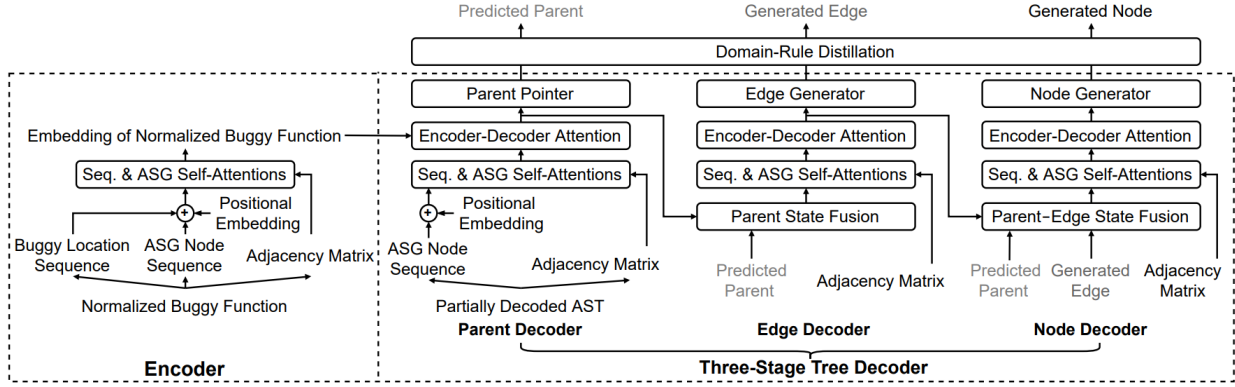 Predicted Parent
Generated Edge
Generated Node
Domain-Rule Distillation
Parent Pointer
Edge Generator
Node Generator
Embedding of Normalized Buggy Function
Encoder-Decoder Attention
Encoder-Decoder Attention
Encoder-Decoder Attention
Seq. & ASG Self-Attentions
Seq. & ASG Self-Attentions
Seq. & ASG Self-Attentions
Seq. & ASG Self-Attentions
+
Positional
Embedding
+
Positional
Embedding
Parent State Fusion
Parent–Edge State Fusion
Buggy Location
Sequence
ASG Node
Sequence
Adjacency Matrix
ASG Node
Sequence
Adjacency Matrix
Predicted
Parent
Adjacency Matrix
Predicted
Parent
Generated
Edge
Adjacency
Matrix
Normalized Buggy Function
Partially Decoded AST
Parent Decoder
Edge Decoder
Node Decoder
Encoder
Three-Stage Tree Decoder